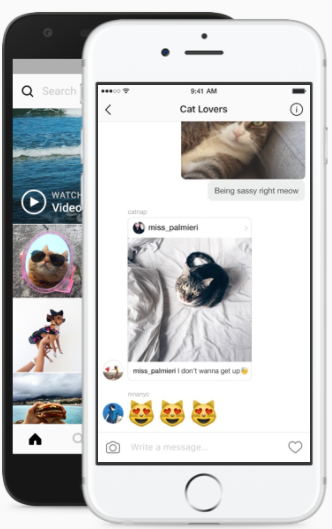 Search
WATCH
Video
9:41 AM
Cat Lovers
Being sassy right meow
catnap
miss_palmieri
miss_palmieri I don't wanna get up
Write a message...